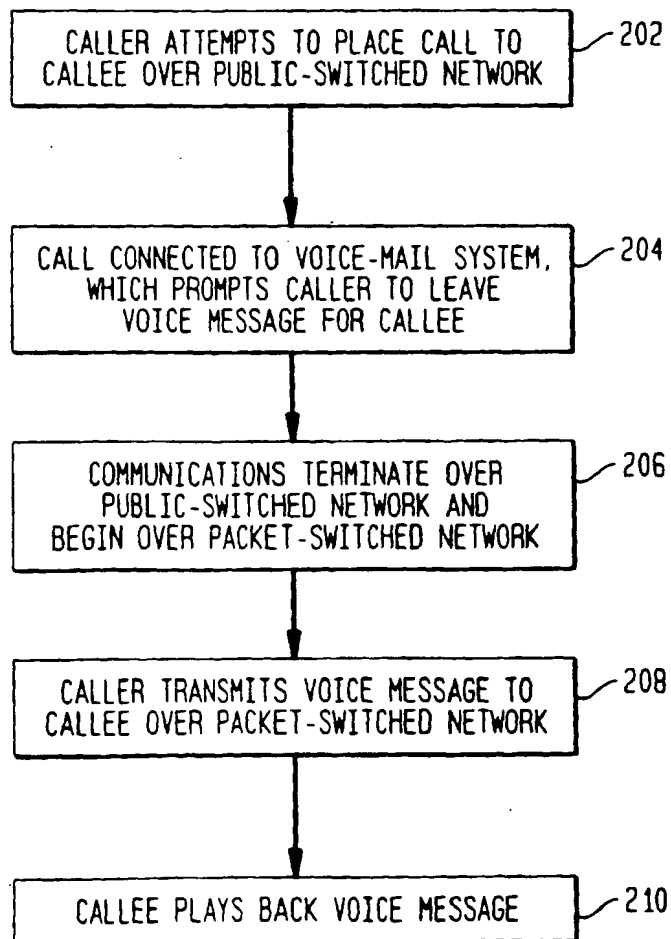 CALLER ATTEMPTS TO PLACE CALL TO
CALLEE OVER PUBLIC-SWITCHED NETWORK
202
CALL CONNECTED TO VOICE-MAIL SYSTEM,
WHICH PROMPTS CALLER TO LEAVE
VOICE MESSAGE FOR CALLEE
204
COMMUNICATIONS TERMINATE OVER
PUBLIC-SWITCHED NETWORK AND
BEGIN OVER PACKET-SWITCHED NETWORK
206
CALLER TRANSMITS VOICE MESSAGE TO
CALLEE OVER PACKET-SWITCHED NETWORK
208
CALLEE PLAYS BACK VOICE MESSAGE
210